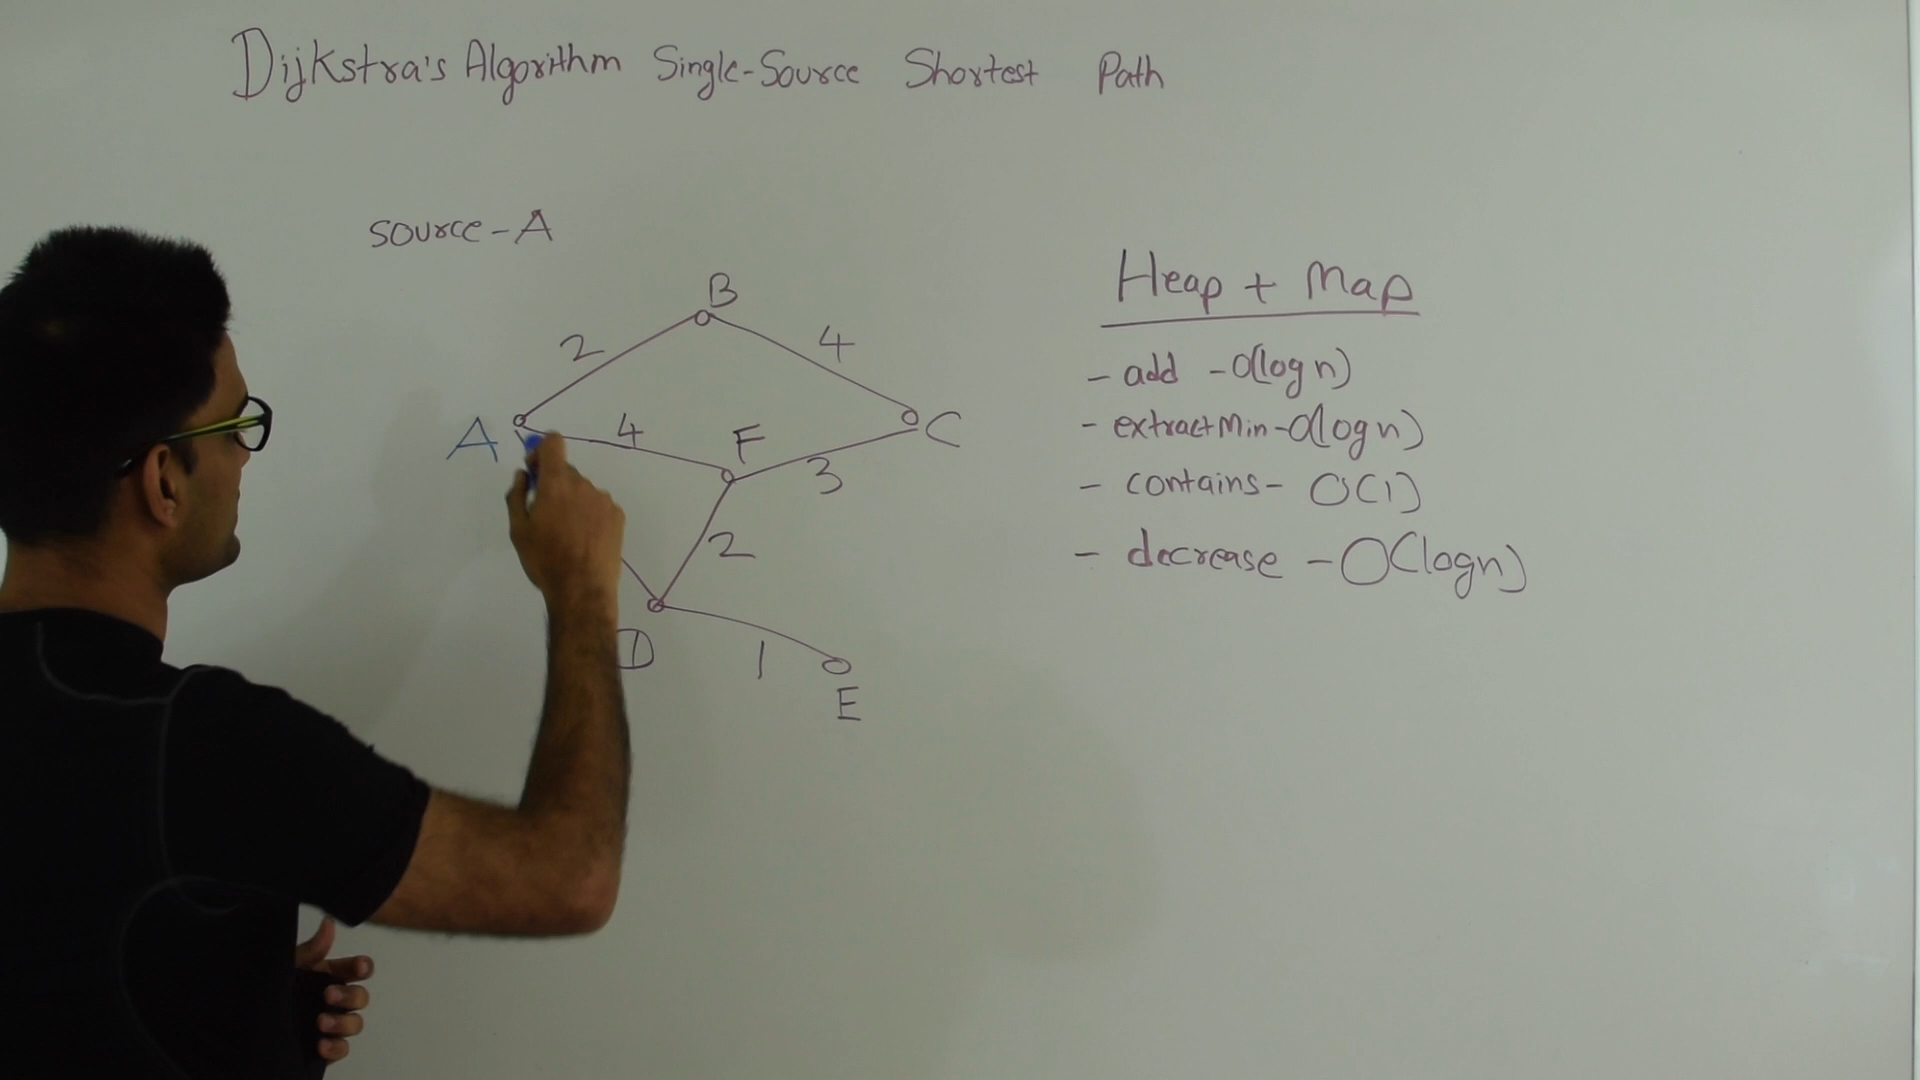 Dijkstra's Algorithm Single-Source Shortest Path
source-A
B
2
4
A
4
F
C
3
2
D
1
E
Heap + Map
- add - O(log n)
- extractMin - O(log n)
- contains - O(1)
- decrease - O(logn)